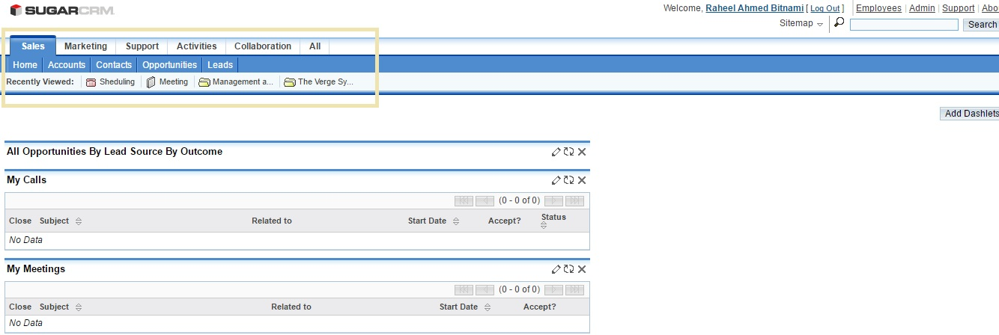 SUGARCRM
Welcome, Raheel Ahmed Bitnami [ Log Out ] Employees | Admin | Support | Abo
Sitemap Search
Sales Marketing Support Activities Collaboration All
Home Accounts Contacts Opportunities Leads
Recently Viewed: Sheduling Meeting Management a... The Verge Sy...
Add Dashlets
All Opportunities By Lead Source By Outcome
My Calls
(0 - 0 of 0)
Close Subject Related to Start Date Accept? Status
No Data
My Meetings
(0 - 0 of 0)
Close Subject Related to Start Date Accept?
No Data